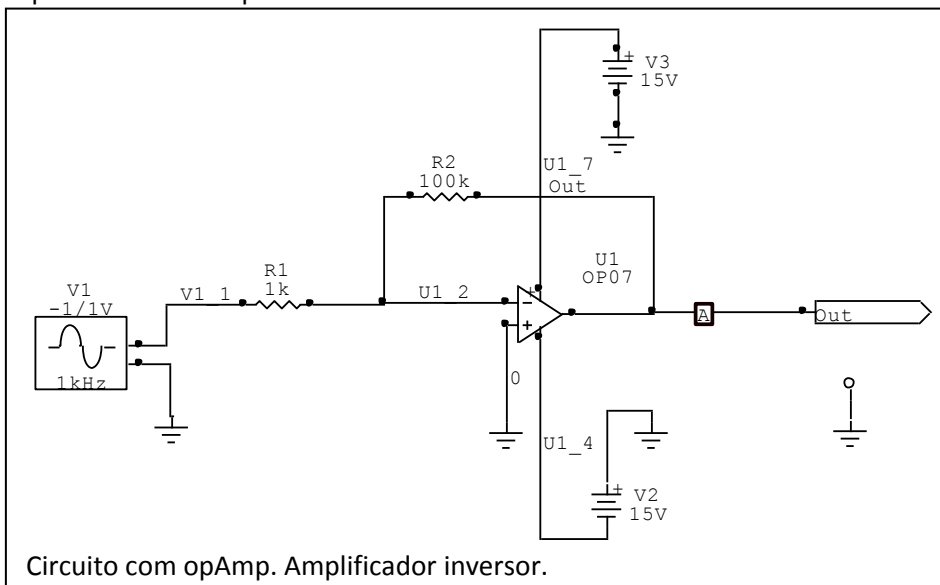 V3
15V
R2
100k
U1_7
Out
U1
OP07
V1
-1/1V
1kHz
V1_1
R1
1k
U1_2
A
Out
0
U1_4
V2
15V
Circuito com opAmp. Amplificador inversor.